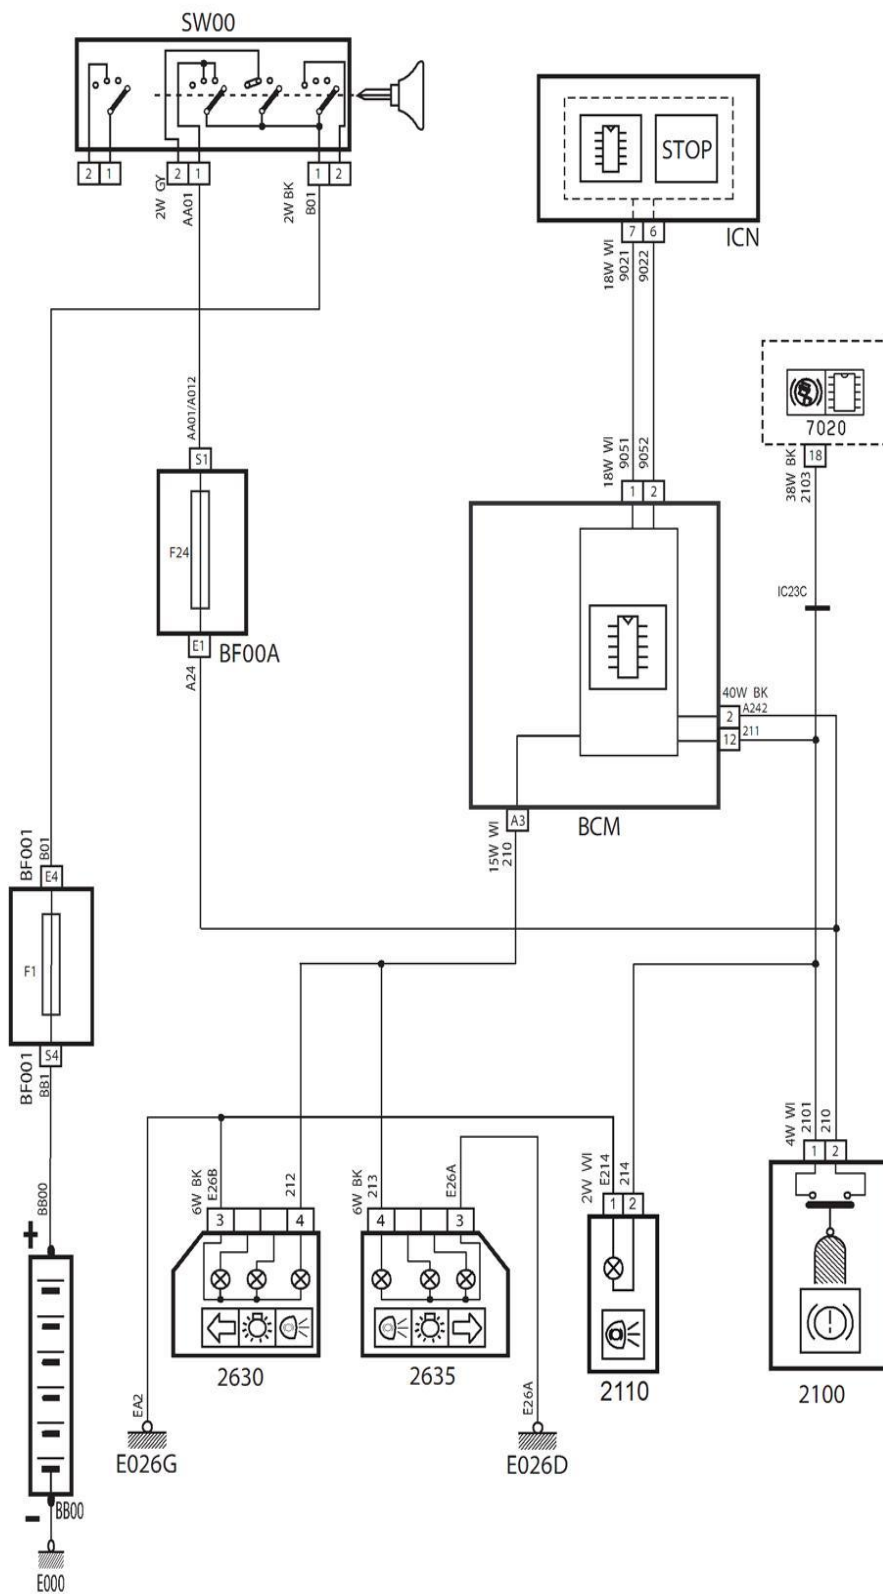 SW00
2 1
2 1
1 2
2W GY
AA01
2W BK
B01
STOP
7 6
ICN
18W WI
9021
9022
7020
18
38W BK
2103
IC23C
AA01/A012
S1
F24
E1
BF00A
A24
18W WI
9051
9052
1 2
40W BK
2 A242
12 211
A3
BCM
15W WI
210
BF001
B01
E4
F1
S4
BF001
BB1
BB00
+
-
BB00
E000
6W BK
E26B
212
3 4
2630
6W BK
213
E26A
4 3
2635
2W WI
E214
214
1 2
2110
4W WI
2101
210
1 2
2100
EA2
E026G
E26A
E026D